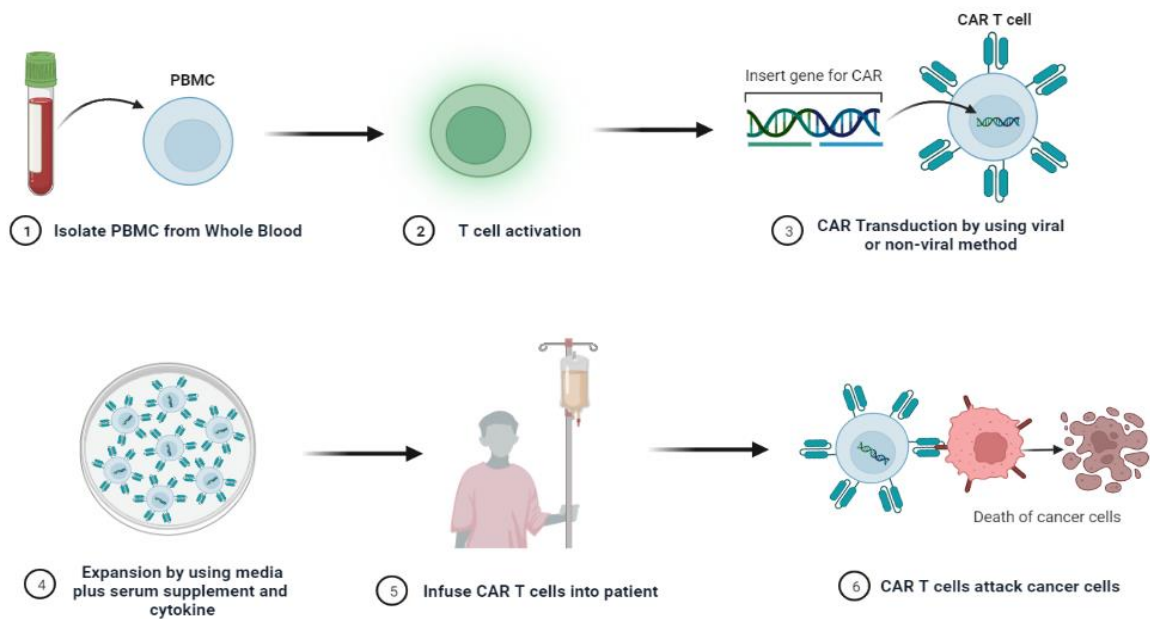 PBMC
1 Isolate PBMC from Whole Blood
2 T cell activation
Insert gene for CAR
CAR T cell
3 CAR Transduction by using viral
or non-viral method
4 Expansion by using media
plus serum supplement and
cytokine
5 Infuse CAR T cells into patient
Death of cancer cells
6 CAR T cells attack cancer cells